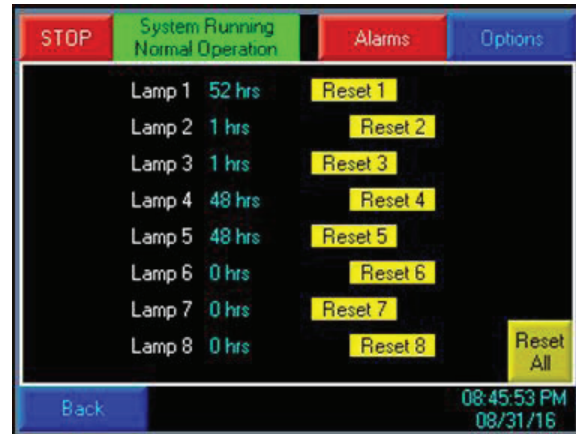 STOP
System Running
Normal Operation
Alarms
Options
Lamp 1 52 hrs Reset 1
Lamp 2 1 hrs Reset 2
Lamp 3 1 hrs Reset 3
Lamp 4 48 hrs Reset 4
Lamp 5 48 hrs Reset 5
Lamp 6 0 hrs Reset 6
Lamp 7 0 hrs Reset 7
Lamp 8 0 hrs Reset 8
Reset
All
Back
08:45:53 PM
08/31/16